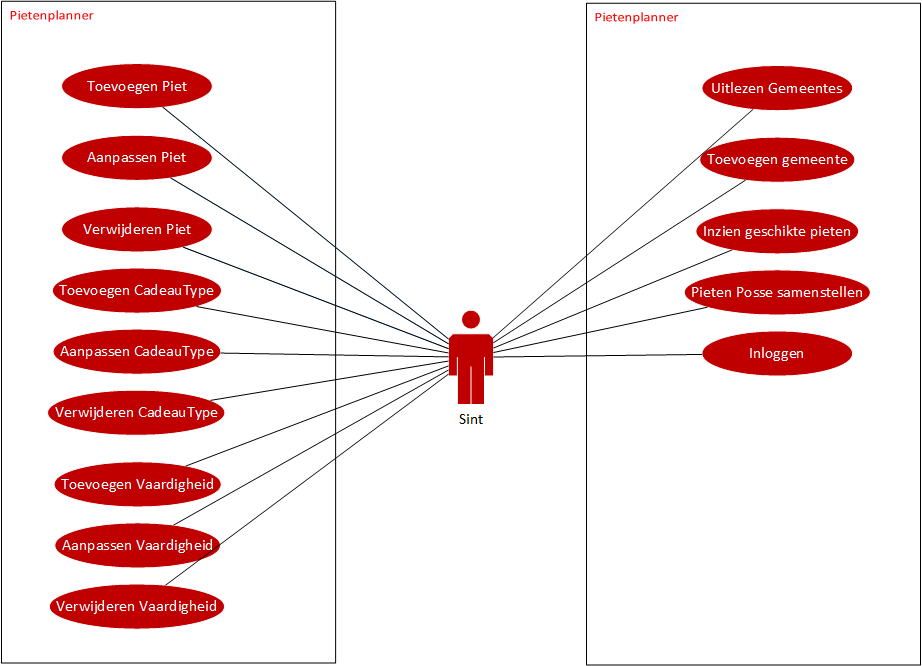 Pietenplanner
Toevoegen Piet
Aanpassen Piet
Verwijderen Piet
Toevoegen CadeauType
Aanpassen CadeauType
Verwijderen CadeauType
Toevoegen Vaardigheid
Aanpassen Vaardigheid
Verwijderen Vaardigheid
Sint
Pietenplanner
Uitlezen Gemeentes
Toevoegen gemeente
Inzien geschikte pieten
Pieten Posse samenstellen
Inloggen